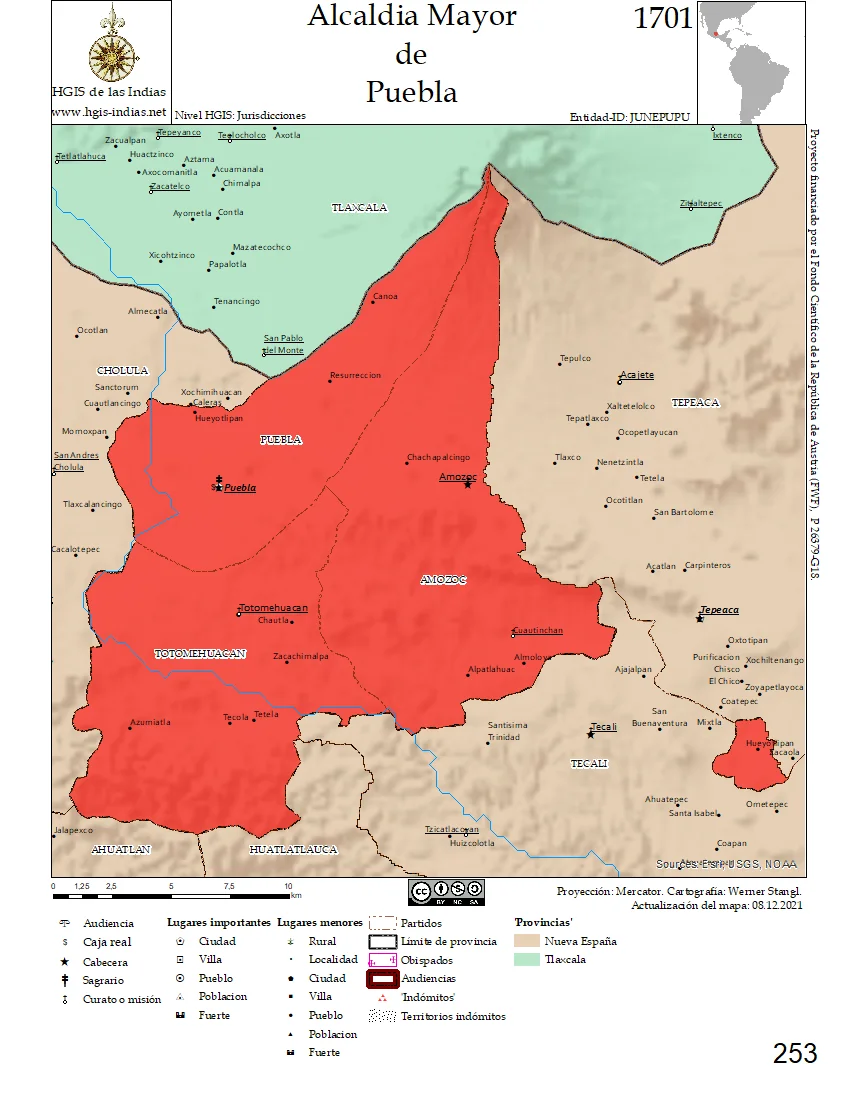 Alcaldia Mayor
de
Puebla
1701
HGIS de las Indias
www.hgis-indias.net
Nivel HGIS: Jurisdicciones
Entidad-ID: JUNEPUPU
Proyecto financiado por el Fondo Científico de la República de Austria (FWF), P 26379-G18.
Tepeyanco
Teolocholco
Axotla
Ixtenco
Zacualpan
Tetlatlahuca
Huactzinco
Aztama
Axocomanitla
Acuamanala
Zacatelco
Chimalpa
TLAXCALA
Zitlaltepec
Ayometla
Contla
Mazatecochco
Xicohtzinco
Papalotla
Canoa
Tenancingo
Almecatla
Ocotlan
San Pablo
del Monte
Tepulco
CHOLULA
Resurreccion
Acajete
Sanctorum
Xochimihuacan
Caleras
Cuautlancingo
Hueyotlipan
Xaltetelolco
TEPEACA
Tepatlaxco
Momoxpan
PUEBLA
Ocopetlayucan
San Andres
Cholula
Chachapalcingo
Tlaxco
Nenetzintla
Amozoc
Tetela
Puebla
Tlaxcalancingo
Ocotitlan
San Bartolome
Cacalotepec
Acatlan
Carpinteros
AMOZOC
Totomehuacan
Chautla
Tepeaca
Cuautinchan
Oxtotipan
TOTOMEHUACAN
Zacachimalpa
Almoloya
Purificacion
Chisco
Xochiltenango
Alpatlahuac
Ajajalpan
El Chico
Zoyapetlayoca
Coatepec
Azumiatla
Tecola
Tetela
San
Buenaventura
Mixtla
Santisima
Trinidad
Tecali
Hueyotlipan
Zacaola
TECALI
Ahuatepec
Ometepec
Santa Isabel
Jalapexco
Tzicatlacoyan
Huizcolotla
Coapan
AHUATLAN
HUATLATLAUCA
Sources: Esri, USGS, NOAA
0 1,25 2,5 5 7,5 10
km
CC BY NC SA
Proyección: Mercator. Cartografía: Werner Stangl.
Actualización del mapa: 08.12.2021
Audiencia
Caja real
Cabecera
Sagrario
Curato o misión
Lugares importantes
Ciudad
Villa
Pueblo
Poblacion
Fuerte
Lugares menores
Rural
Localidad
Ciudad
Villa
Pueblo
Poblacion
Fuerte
Partidos
Límite de provincia
Obispados
Audiencias
'Indómitos'
Territorios indómitos
'Provincias'
Nueva España
Tlaxcala
253